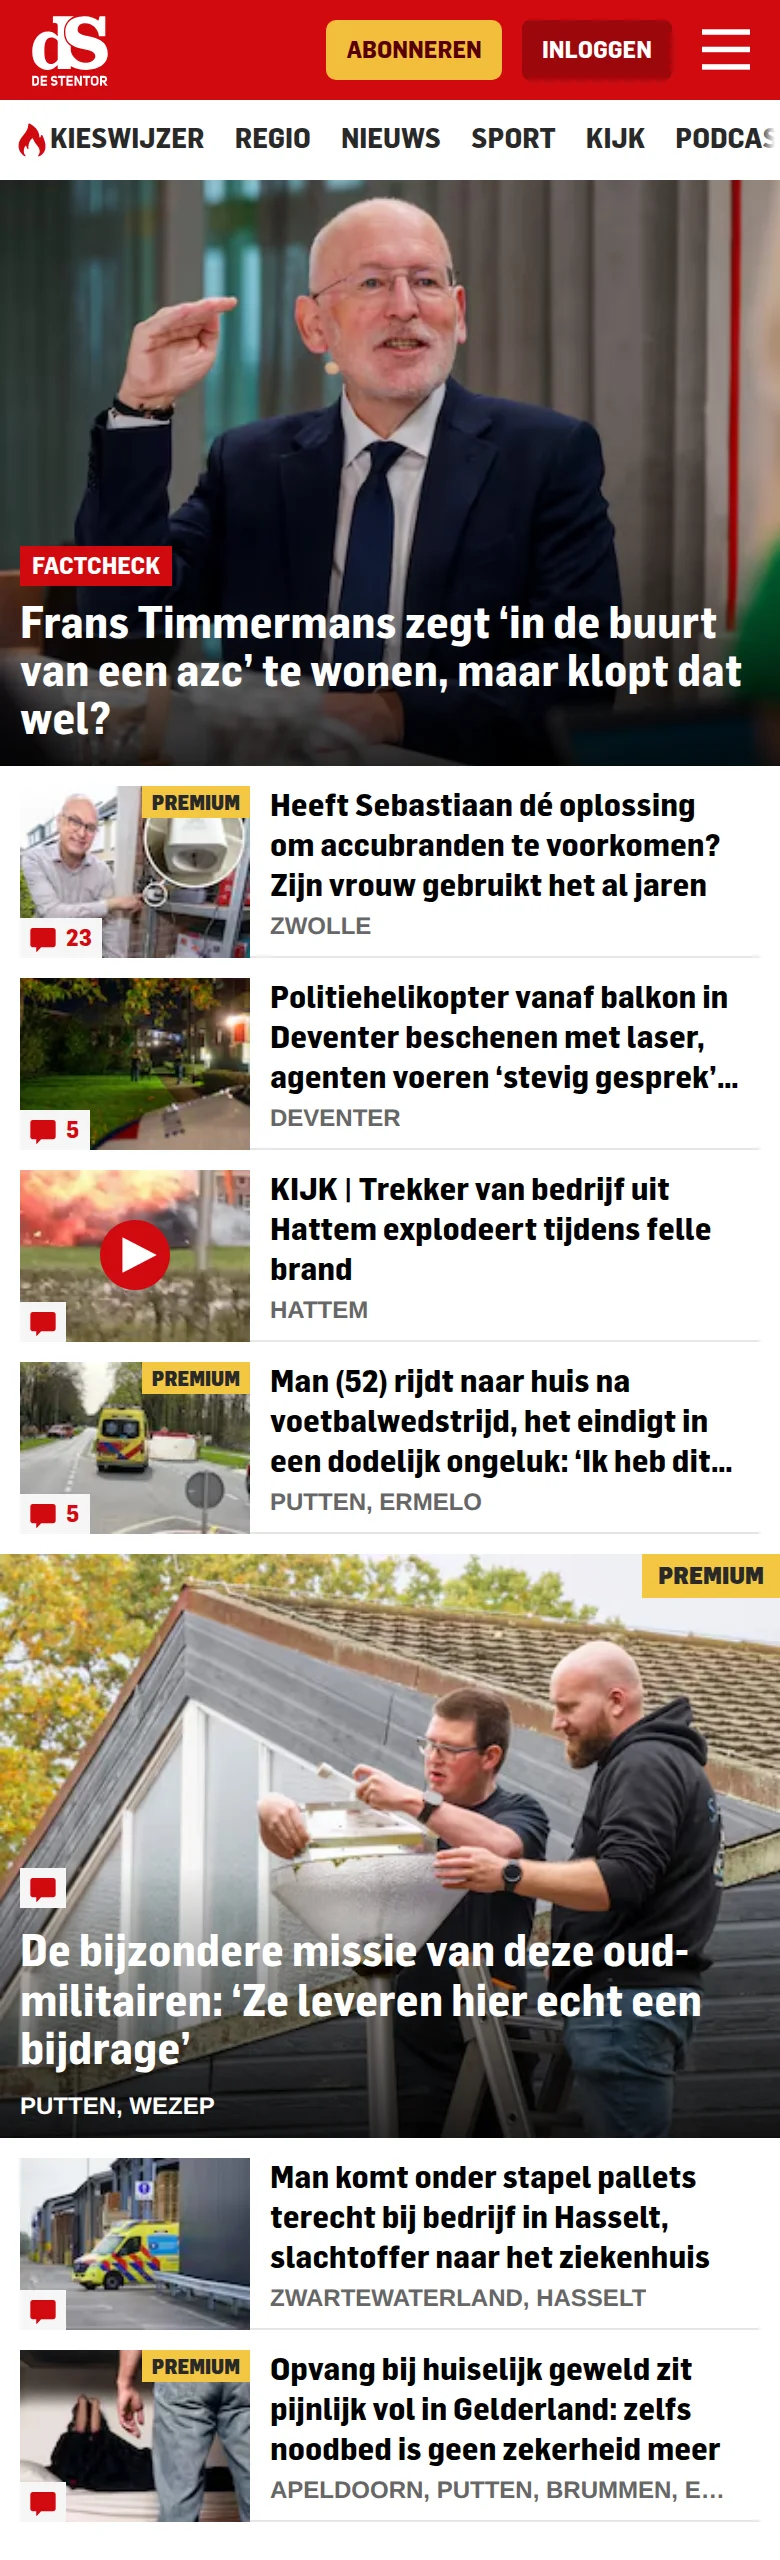 dS
DE STENTOR
ABONNEREN
INLOGGEN
KIESWIJZER REGIO NIEUWS SPORT KIJK PODCAS
FACTCHECK
Frans Timmermans zegt ‘in de buurt
van een azc’ te wonen, maar klopt dat
wel?
PREMIUM
23
Heeft Sebastiaan dé oplossing
om accubranden te voorkomen?
Zijn vrouw gebruikt het al jaren
ZWOLLE
5
Politiehelikopter vanaf balkon in
Deventer beschenen met laser,
agenten voeren ‘stevig gesprek’...
DEVENTER
KIJK | Trekker van bedrijf uit
Hattem explodeert tijdens felle
brand
HATTEM
PREMIUM
5
Man (52) rijdt naar huis na
voetbalwedstrijd, het eindigt in
een dodelijk ongeluk: ‘Ik heb dit...
PUTTEN, ERMELO
PREMIUM
De bijzondere missie van deze oud-
militairen: ‘Ze leveren hier echt een
bijdrage’
PUTTEN, WEZEP
Man komt onder stapel pallets
terecht bij bedrijf in Hasselt,
slachtoffer naar het ziekenhuis
ZWARTEWATERLAND, HASSELT
PREMIUM
Opvang bij huiselijk geweld zit
pijnlijk vol in Gelderland: zelfs
noodbed is geen zekerheid meer
APELDOORN, PUTTEN, BRUMMEN, E...